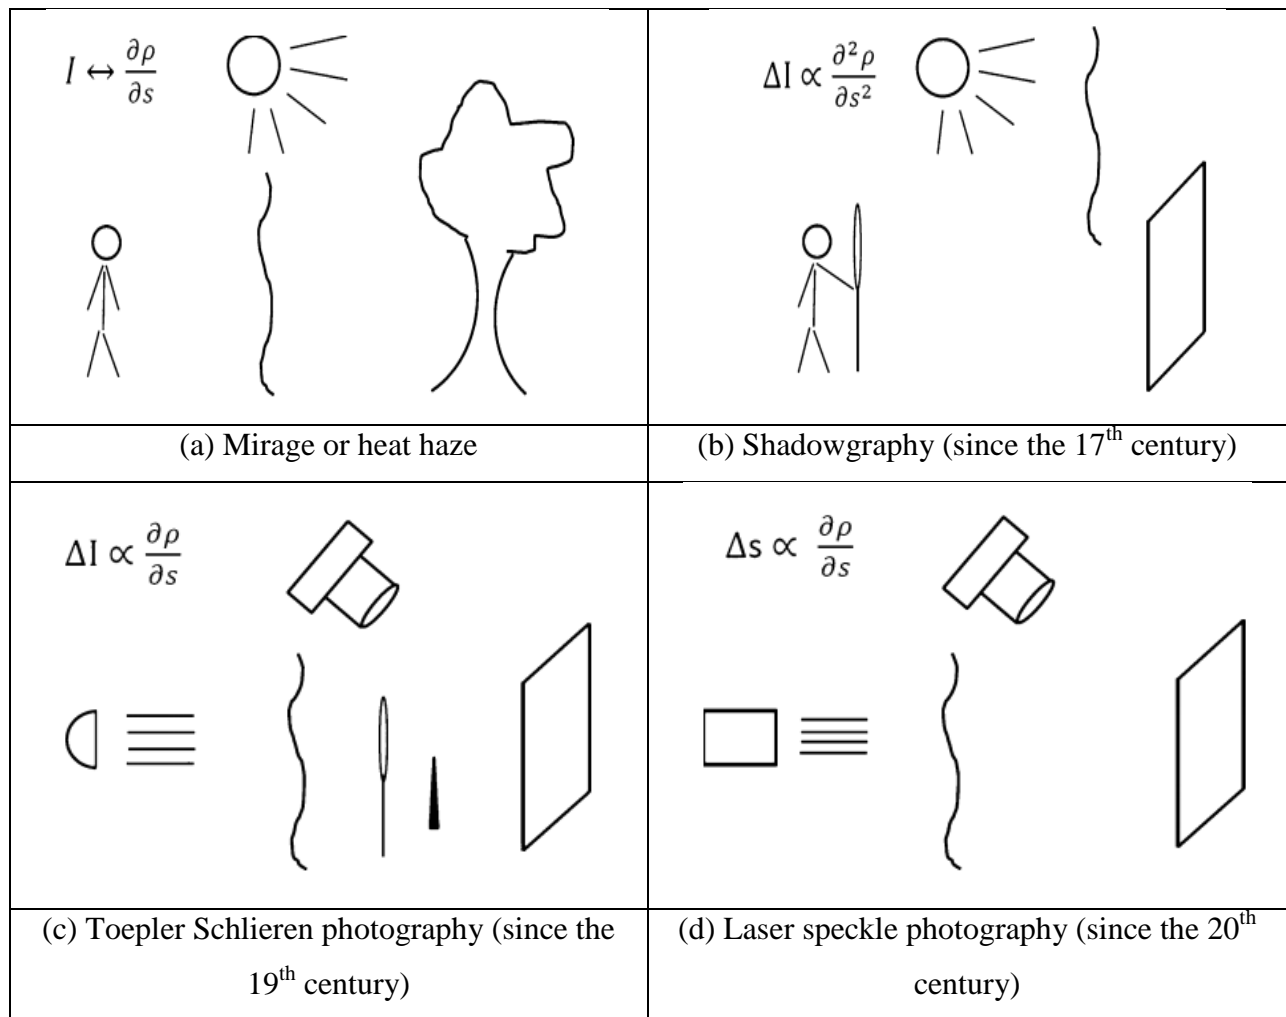 I ↔ ∂ρ/∂s
ΔI ∝ ∂²ρ/∂s²
(a) Mirage or heat haze
(b) Shadowgraphy (since the 17th century)
ΔI ∝ ∂ρ/∂s
Δs ∝ ∂ρ/∂s
(c) Toepler Schlieren photography (since the
19th century)
(d) Laser speckle photography (since the 20th
century)